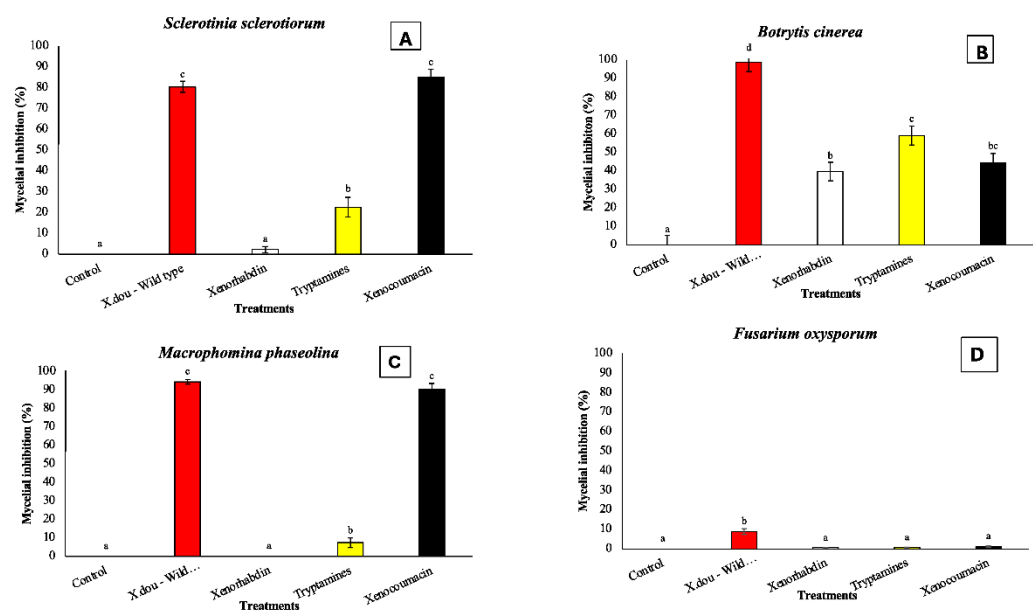 Sclerotinia sclerotiorum
A
Mycelial inhibition (%)
100
90
80
70
60
50
40
30
20
10
0
a
c
a
b
c
Control
X.dou - Wild type
Xenorhabdin
Tryptamines
Xenocoumacin
Treatments
Botrytis cinerea
B
Mycelial inhibiton (%)
100
90
80
70
60
50
40
30
20
10
0
a
d
b
c
bc
Control
X.dou - Wild…
Xenorhabdin
Tryptamines
Xenocoumacin
Treatments
Macrophomina phaseolina
C
Mycelial inhibition (%)
100
90
80
70
60
50
40
30
20
10
0
a
c
a
b
c
Control
X.dou - Wild…
Xenorhabdin
Tryptamines
Xenocoumacin
Treatments
Fusarium oxysporum
D
Mycelial inhibition (%)
100
90
80
70
60
50
40
30
20
10
0
a
b
a
a
a
Control
X.dou - Wild…
Xenorhabdin
Tryptamines
Xenocoumacin
Treatments